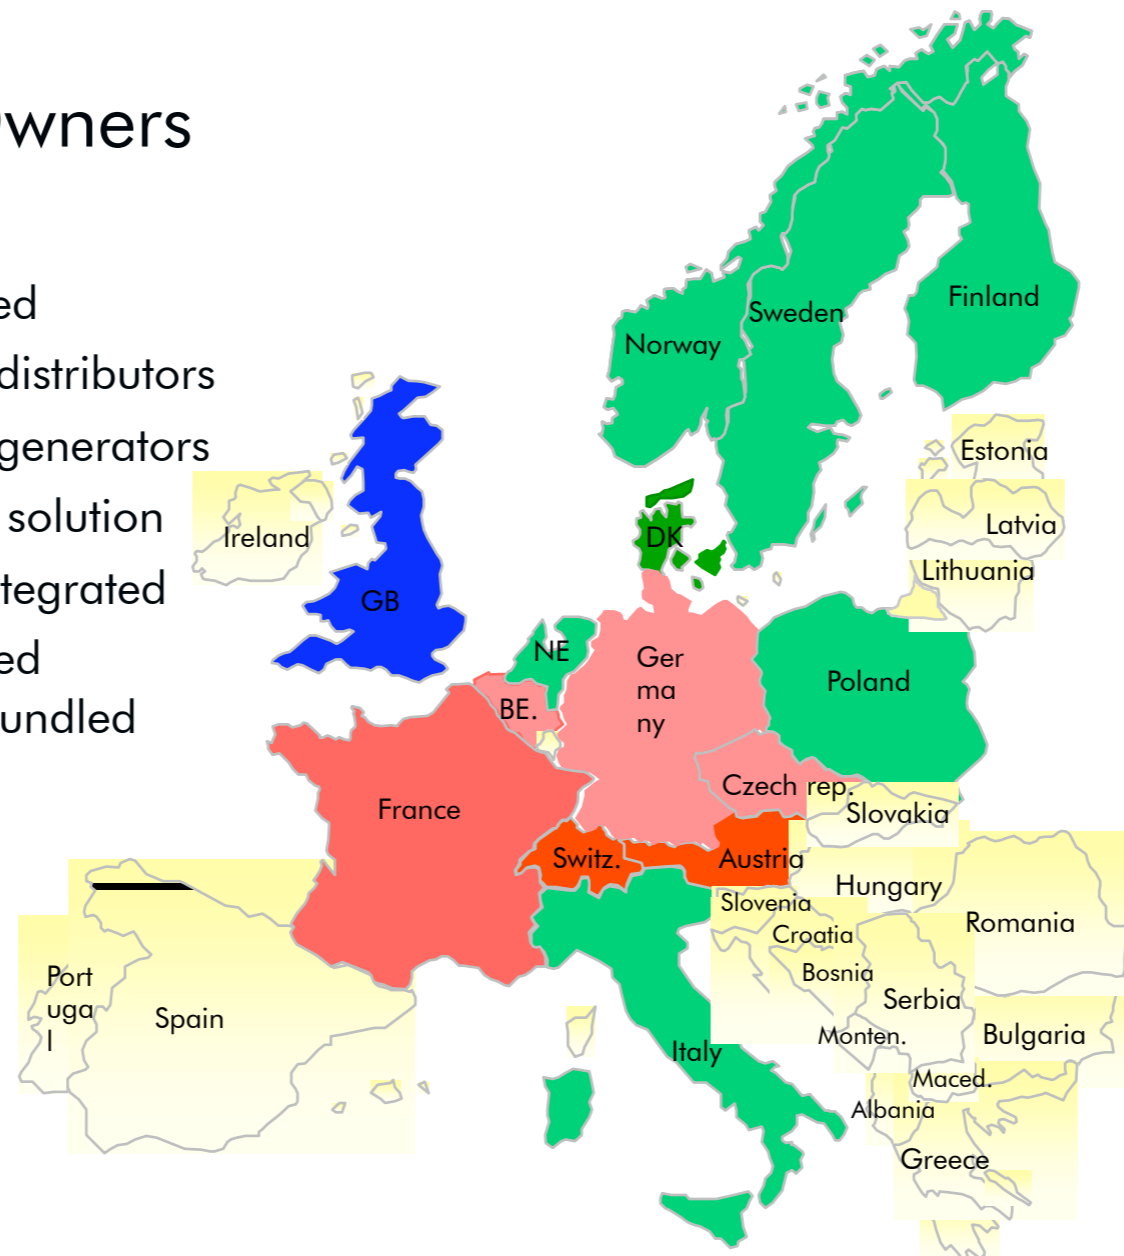 wners
ed
distributors
generators
solution
tegrated
ed
undled
Norway
Sweden
Finland
Estonia
Latvia
Lithuania
Ireland
GB
DK
NE
BE.
Ger
ma
ny
Poland
Czech rep.
Slovakia
France
Switz.
Austria
Hungary
Slovenia
Croatia
Romania
Bosnia
Serbia
Port
uga
l
Spain
Monten.
Bulgaria
Italy
Maced.
Albania
Greece